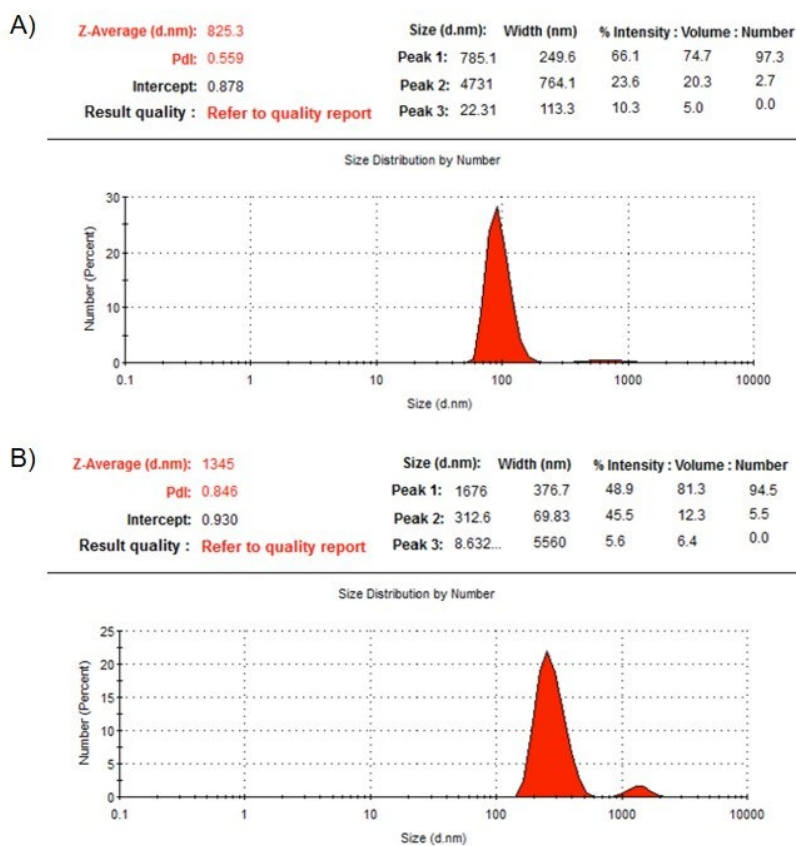 A)
Z-Average (d.nm): 825.3
PdI: 0.559
Intercept: 0.878
Result quality : Refer to quality report
Size (d.nm): Width (nm) % Intensity : Volume : Number
Peak 1: 785.1 249.6 66.1 74.7 97.3
Peak 2: 4731 764.1 23.6 20.3 2.7
Peak 3: 22.31 113.3 10.3 5.0 0.0
Size Distribution by Number
Number (Percent)
30
20
10
0
0.1 1 10 100 1000 10000
Size (d.nm)
B)
Z-Average (d.nm): 1345
PdI: 0.846
Intercept: 0.930
Result quality : Refer to quality report
Size (d.nm): Width (nm) % Intensity : Volume : Number
Peak 1: 1676 376.7 48.9 81.3 94.5
Peak 2: 312.6 69.83 45.5 12.3 5.5
Peak 3: 8.632... 5560 5.6 6.4 0.0
Size Distribution by Number
Number (Percent)
25
20
15
10
5
0
0.1 1 10 100 1000 10000
Size (d.nm)